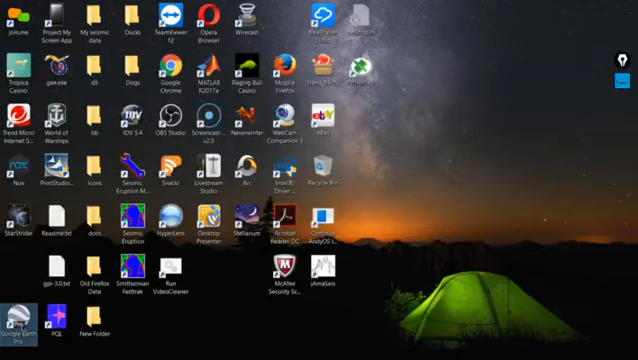 join.me
Project My
Screen App
My seismic
data
Ducks
TeamViewer
12
Opera
Browser
Wirecast
RealPlayer
Cloud
Tropica
Casino
gee.exe
dll
Dogs
Google
Chrome
MATLAB
R2017a
Raging Bull
Casino
Mozilla
Firefox
Trend Micro
Internet S...
World of
Warships
lib
IDV 5.4
OBS Studio
Screencast-...
v2.0
Neverwinter
WebCam
Companion 3
eBay
Nox
PrintStudio...
icons
Seismic
Eruption M...
Snackr
Livestream
Studio
Arc
Intel(R)
Driver ...
Recycle Bin
StarStrider
Readme.txt
docs
Seismic
Eruption
HyperLens
Desktop
Presenter
Stellarium
Acrobat
Reader DC
Continue
AndyOS I...
gpl-3.0.txt
Old Firefox
Data
Smithsonian
Fasttrak
Run
VideoCleaner
McAfee
Security Sc...
jAmaSeis
Google Earth
Pro
PQL
New Folder